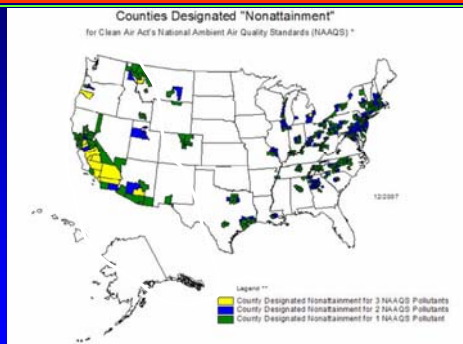 Counties Designated "Nonattainment"
for Clean Air Act's National Ambient Air Quality Standards (NAAQS) *
12/2007
Legend **
County Designated Nonattainment for 3 NAAQS Pollutants
County Designated Nonattainment for 2 NAAQS Pollutants
County Designated Nonattainment for 1 NAAQS Pollutant